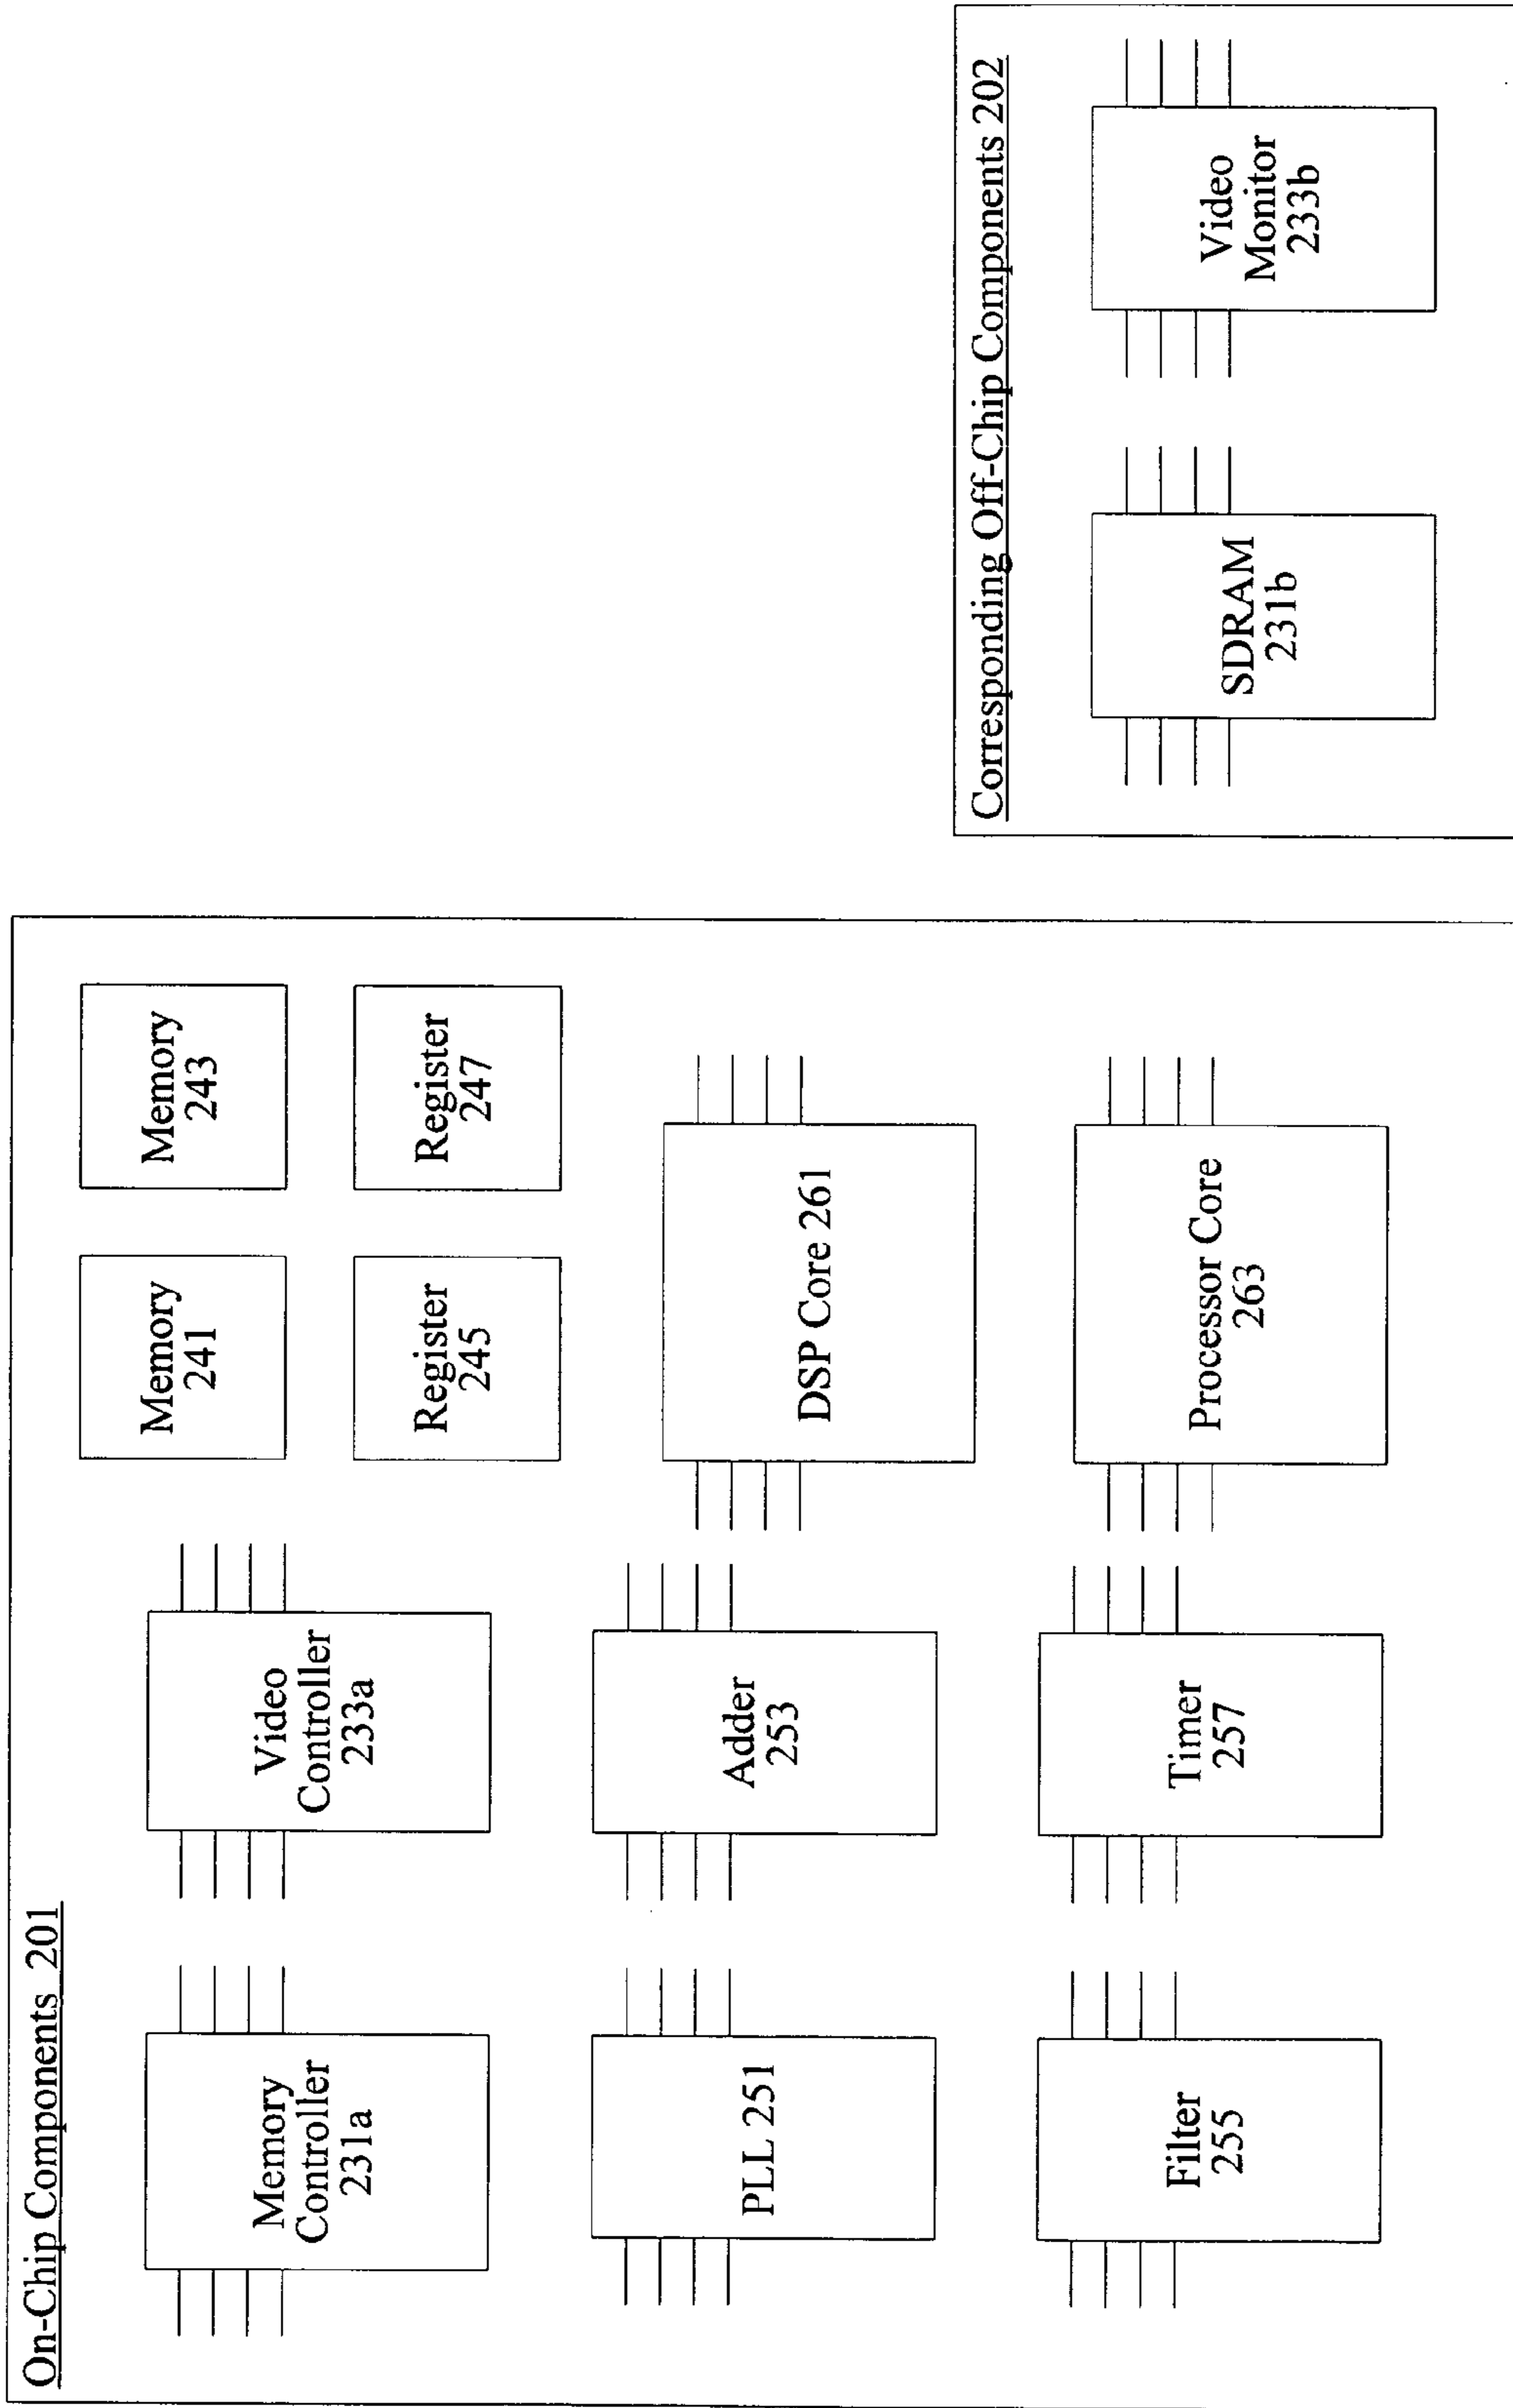 On-Chip Components 201
Memory
Controller
231a
Video
Controller
233a
Memory
241
Memory
243
Register
245
Register
247
PLL 251
Adder
253
DSP Core 261
Filter
255
Timer
257
Processor Core
263
Corresponding Off-Chip Components 202
SDRAM
231b
Video
Monitor
233b